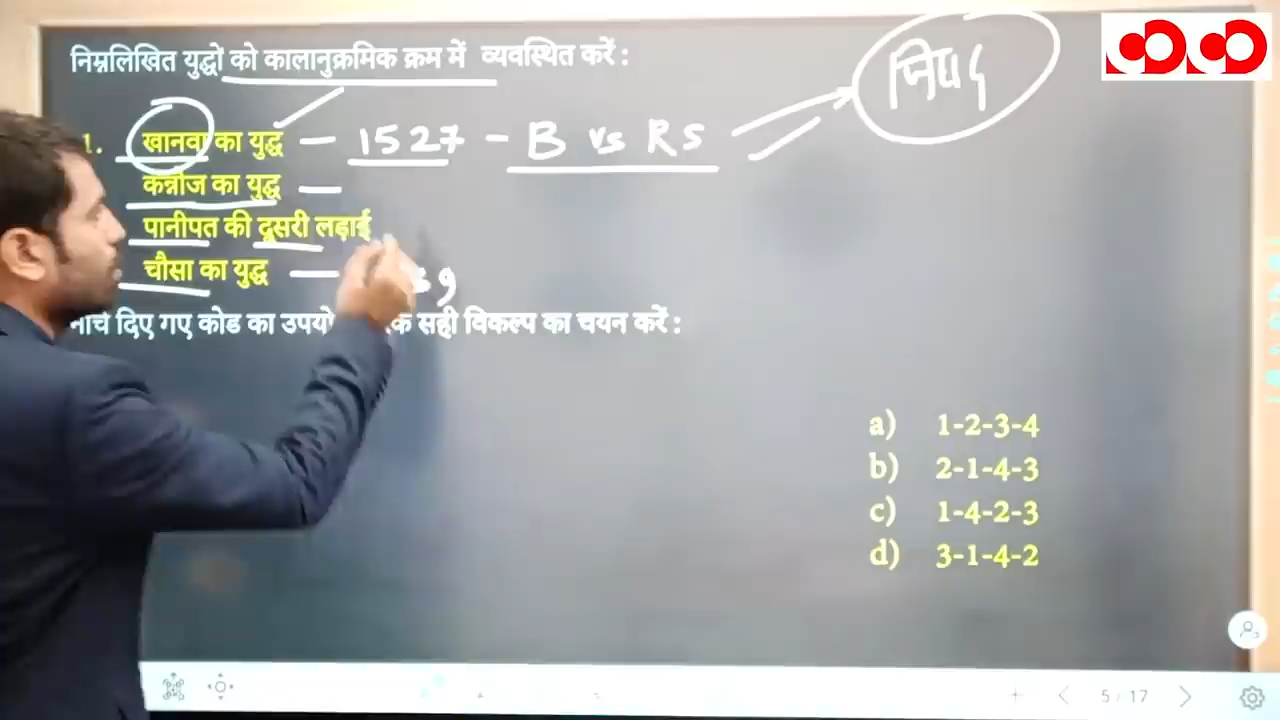 निम्नलिखित युद्धों को कालानुक्रमिक क्रम में व्यवस्थित करें :
1. खानवा का युद्ध — 1527 - B vs RS
कन्नौज का युद्ध —
पानीपत की दूसरी लड़ाई
चौसा का युद्ध —
दिए गए कोड का सही विकल्प का चयन करें :
a) 1-2-3-4
b) 2-1-4-3
c) 1-4-2-3
d) 3-1-4-2
5 / 17